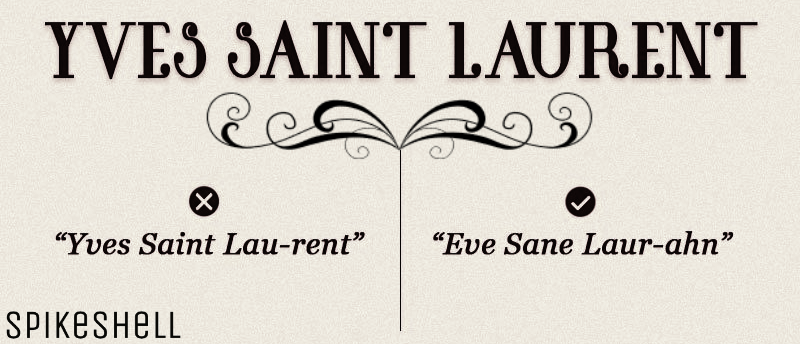 YVES SAINT LAURENT
“Yves Saint Lau-rent”
“Eve Sane Laur-ahn”
SPIKESHELL